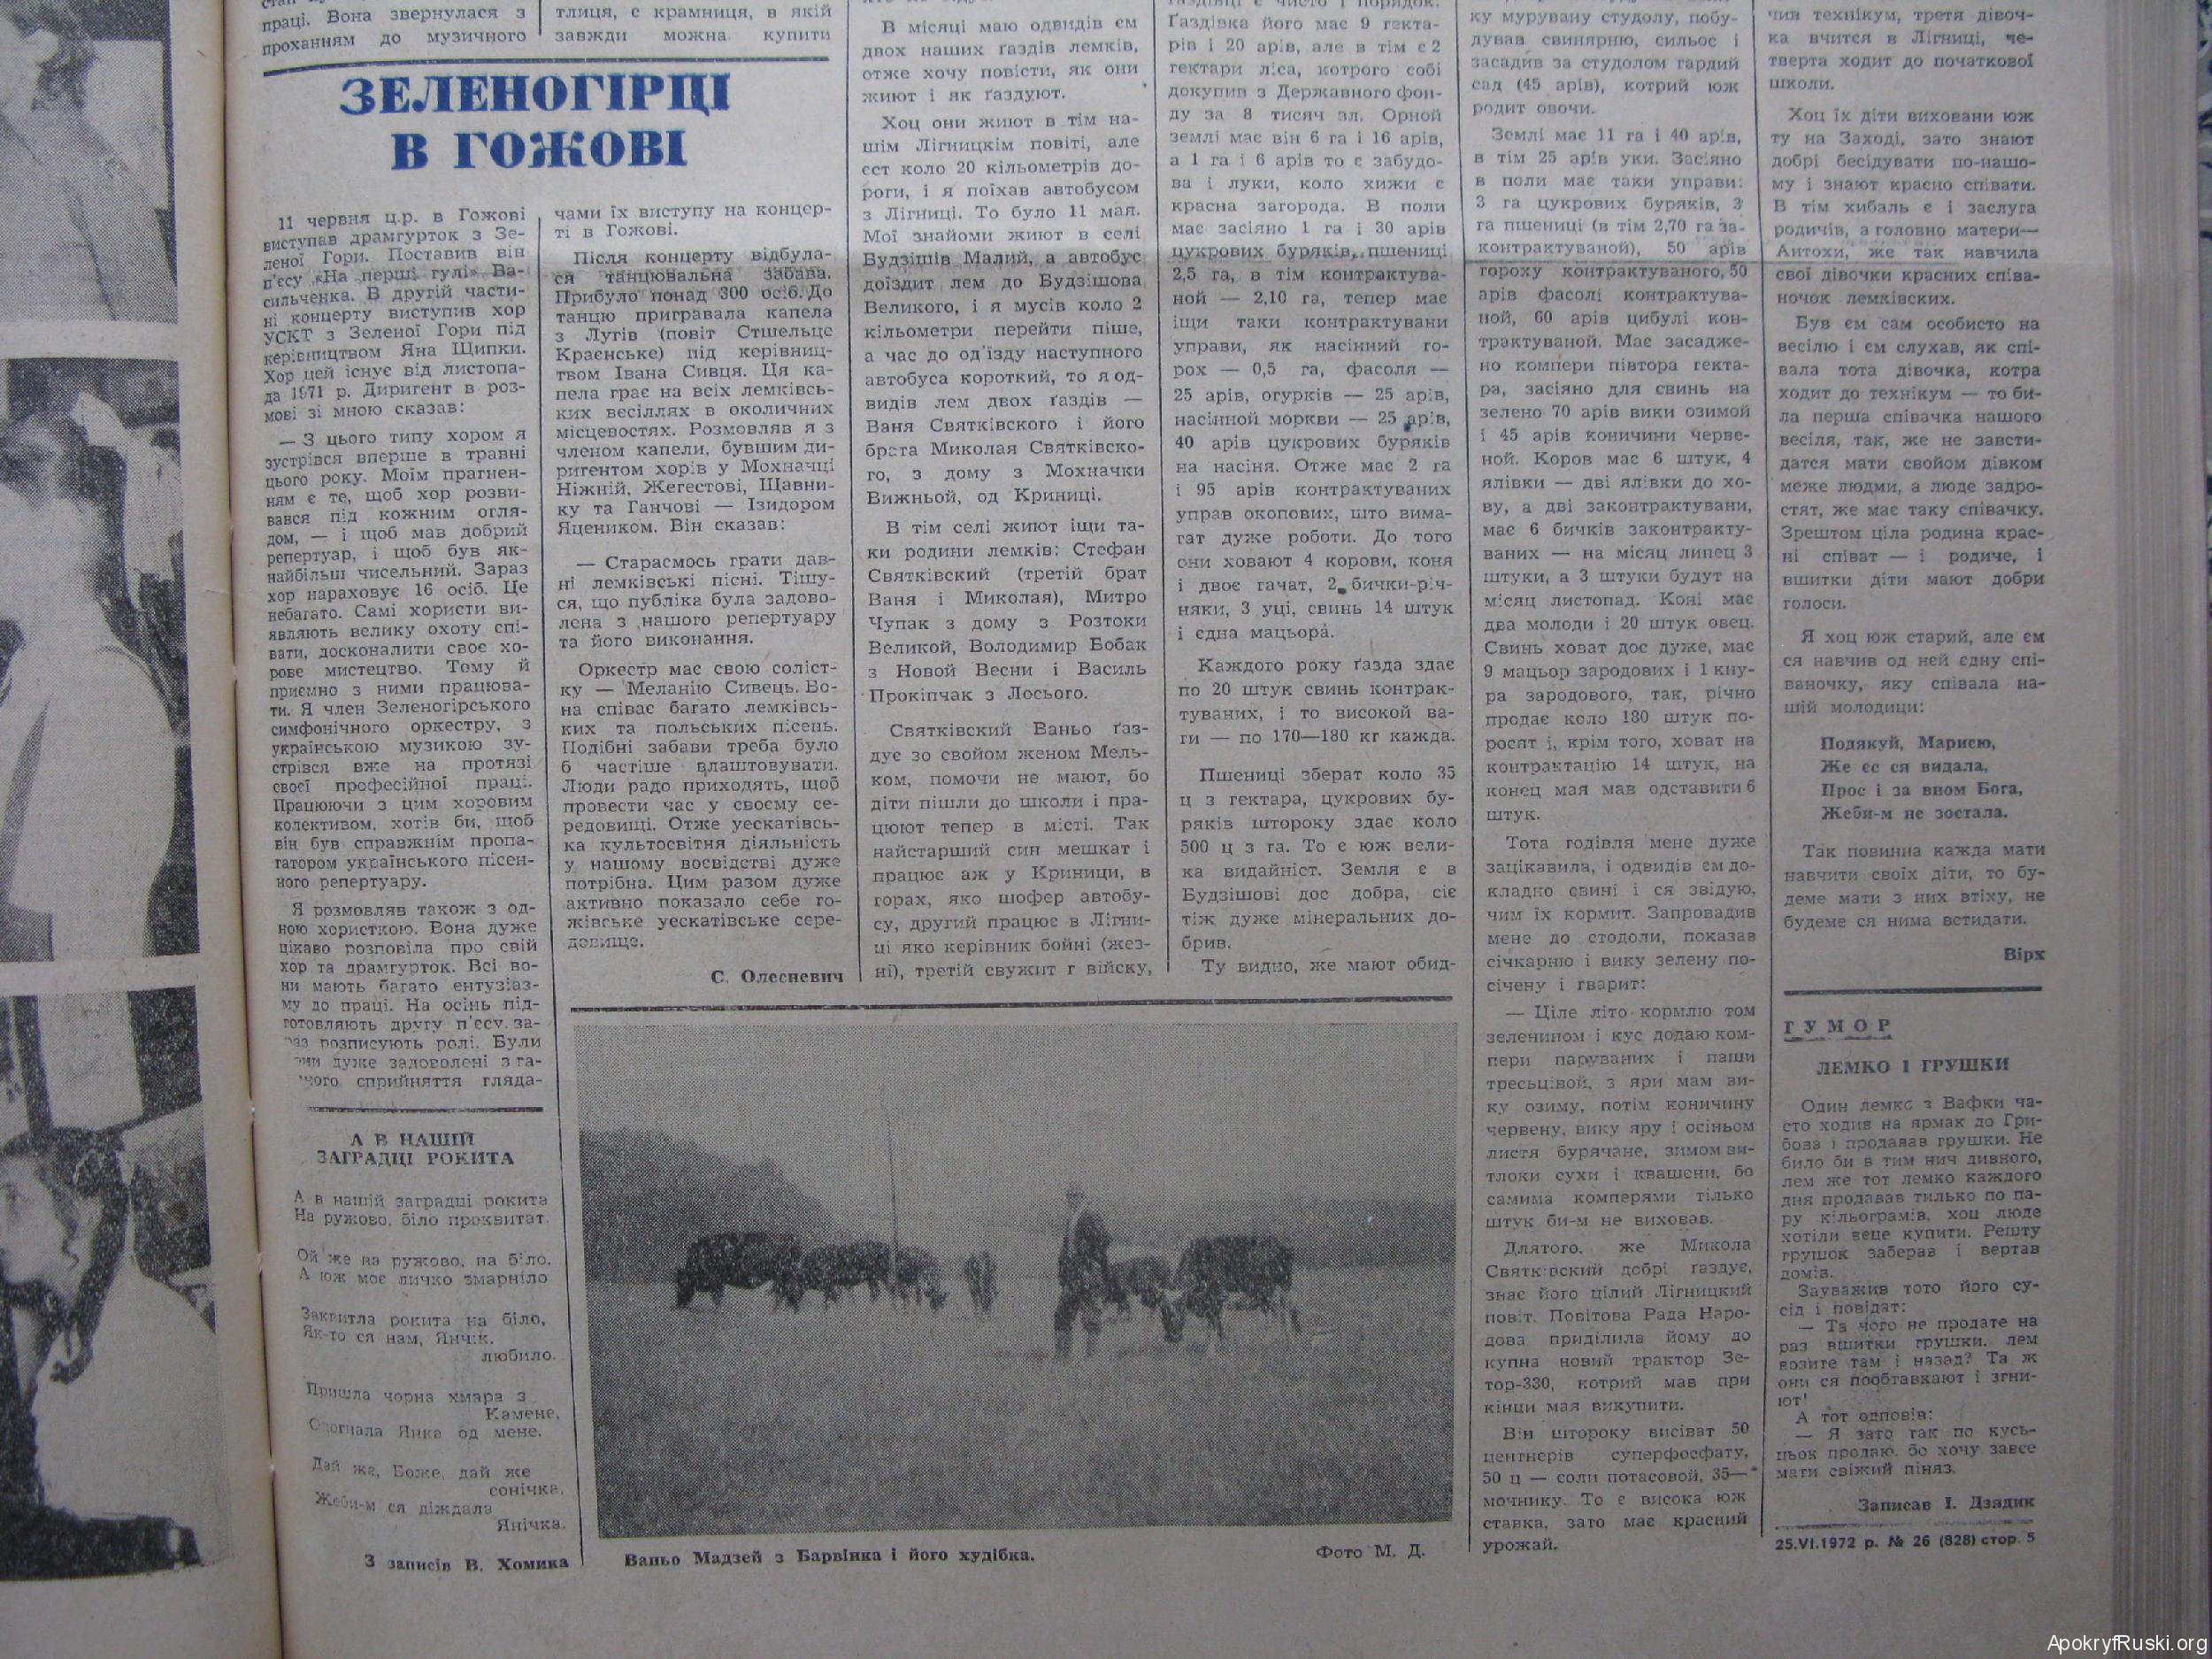 праці. Вона звернулася з
проханням до музичного
тлиця, є крамниця, в якій
завжди можна купити
ЗЕЛЕНОГІРЦІ
В ГОЖОВІ
11 червня ц.р. в Гожові
виступав драмгурток з Зе-
леної Гори. Поставив він
п'єсу «На перші гулі» Ва-
сильченка. В другій части-
ні концерту виступив хор
УСКТ з Зеленої Гори під
керівництвом Яна Щипки.
Хор цей існує від листопа-
да 1971 р. Диригент в роз-
мові зі мною сказав:
— З цього типу хором я
зустрівся вперше в травні
цього року. Моїм прагнен-
ням є те, щоб хор розви-
вався під кожним огля-
дом, — і щоб мав добрий
репертуар, і щоб був як-
найбільш чисельний. Зараз
хор нараховує 16 осіб. Це
небагато. Самі хористи ви-
являють велику охоту спі-
вати, досконалити своє хо-
рове мистецтво. Тому й
приємно з ними працюва-
ти. Я член Зеленогірського
симфонічного оркестру, з
українською музикою зу-
стрівся вже на протязі
своєї професійної праці.
Працюючи з цим хоровим
колективом, хотів би, щоб
він був справжнім пропа-
гатором українського пісен-
ного репертуару.
Я розмовляв також з од-
ною хористкою. Вона дуже
цікаво розповіла про свій
хор та драмгурток. Всі во-
ни мають багато ентузіаз-
му до праці. На осінь під-
готовляють другу п'єсу, за-
раз розписують ролі. Були
дуже задоволені з га-
сприйняття гляда-
чами їх виступу на концер-
ті в Гожові.
Після концерту відбула-
ся танцювальна забава.
Прибуло понад 300 осіб. До
танцю пригравала капела
з Лугів (повіт Стшельце
Краєнське) під керівниц-
твом Івана Сивця. Ця ка-
пела грає на всіх лемківсь-
ких весіллях в околичних
місцевостях. Розмовляв я з
членом капели, бувшим ди-
ригентом хорів у Мохначці
Ніжній, Жегестові, Щавни-
ку та Ганчові — Ізидором
Яцеником. Він сказав:
— Стараємось грати дав-
ні лемківські пісні. Тішу-
ся, що публіка була задово-
лена з нашого репертуару
та його виконання.
Оркестр має свою соліст-
ку — Меланію Сивець. Во-
на співає багато лемківсь-
ких та польських пісень.
Подібні забави треба було
б частіше влаштовувати.
Люди радо приходять, щоб
провести час у своєму се-
редовищі. Отже уескатівсь-
ка культосвітня діяльність
у нашому воєвідстві дуже
потрібна. Цим разом дуже
активно показало себе го-
жівське уескатівське сере-
довище.
С. Олесневич
А В НАШІЙ
ЗАГРАДЦІ РОКИТА
А в нашій заградці рокита
На ружово, біло проквитат.
Ой же на ружово, на біло,
А юж моє личко змарніло
Заквитла рокита на біло,
Як-то ся нам, Янчік,
любило.
Пришла чорна хмара з
Камене,
Янка од мене.
Дай же, Боже, дай же
сонічка,
Жеби-м ся діждала
Янічка.
З записів В. Хомика
В місяці маю одвидів єм
двох наших ґаздів лемків,
отже хочу повісти, як они
жиют і як ґаздуют.
Хоц они жиют в тім на-
шім Лігницкім повіті, але
єст коло 20 кільометрів до-
роги, і я поїхав автобусом
з Лігниці. То було 11 мая.
Мої знайоми жиют в селі
Будзішів Малий, а автобус
доїздит лем до Будзішова
Великого, і я мусів коло 2
кільометри перейти піше,
а час до од'їзду наступного
автобуса короткий, то я од-
видів лем двох ґаздів —
Ваня Святківского і його
брата Миколая Святківско-
го, з дому з Мохначки
Вижньой, од Криниці.
В тім селі жиют іщи та-
ки родини лемків: Стефан
Святківский (третій брат
Ваня і Миколая), Митро
Чупак з дому з Розтоки
Великой, Володимир Бобак
з Новой Весни і Василь
Прокіпчак з Лосього.
Святківский Ваньо ґаз-
дує зо свойом женом Мель-
ком, помочи не мают, бо
діти пішли до школи і пра-
цюют тепер в місті. Так
найстарший син мешкат і
працює аж у Криници, в
горах, яко шофер автобу-
су, другий працює в Лігни-
ці яко керівник бойні (жез-
ні), третій свужит г війску,
Ґаздівка його має 9 гекта-
рів і 20 арів, але в тім є 2
гектари ліса, котрого собі
докупив з Державного фон-
ду за 8 тисяч зл. Орной
землі має він 6 га і 16 арів,
а 1 га і 6 арів то є забудо-
ва і луки, коло хижи є
красна загорода. В поли
має засіяно 1 га і 30 арів
цукрових буряків, пшениці
2,5 га, в тім контрактува-
ной — 2,10 га, тепер має
іщи таки контрактувани
управи, як насінний го-
рох — 0,5 га, фасоля —
25 арів, огурків — 25 арів,
насінной моркви — 25 арів,
40 арів цукрових буряків
на насіня. Отже має 2 га
і 95 арів контрактуваних
управ окопових, што вима-
гат дуже роботи. До того
они ховают 4 корови, коня
і двоє гачат, 2 бички-річ-
няки, 3 уці, свинь 14 штук
і єдна мацьора.
Каждого року ґазда здає
по 20 штук свинь контрак-
туваних, і то високой ва-
ги — по 170—180 кг кажда.
Пшениці зберат коло 35
ц з гектара, цукрових бу-
ряків штороку здає коло
500 ц з га. То є юж вели-
ка видайніст. Земля є в
Будзішові дос добра, сіє
тіж дуже мінеральних до-
брив.
Ту видно, же мают обид-
Ваньо Мадзей з Барвінка і його худібка.
Фото М. Д.
ку мурувану студолу, побу-
дував свинярню, сильос і
засадив за студолом гардий
сад (45 арів), котрий юж
родит овочи.
Землі має 11 га і 40 арів,
в тім 25 арів уки. Засіяно
в поли має таки управи:
3 га цукрових буряків, 3
га пшениці (в тім 2,70 га за-
контрактуваной), 50 арів
гороху контрактуваного, 50
арів фасолі контрактува-
ной, 60 арів цибулі кон-
трактуваной. Має засадже-
но компери півтора гекта-
ра, засіяно для свинь на
зелено 70 арів вики озимой
і 45 арів коничини черве-
ной. Коров має 6 штук, 4
ялівки — дві ялівки до хо-
ву, а дві законтрактувани,
має 6 бичків законтракту-
ваних — на місяц липец 3
штуки, а 3 штуки будут на
місяц листопад. Коні має
два молоди і 20 штук овец.
Свинь ховат дос дуже, має
9 мацьор зародових і 1 кну-
ра зародового, так, річно
продає коло 180 штук по-
росят і, крім того, ховат на
контрактацію 14 штук, на
конец мая мав одставити 6
штук.
Тота годівля мене дуже
зацікавила, і одвидів єм до-
кладно свині і ся звідую,
чим їх кормит. Запровадив
мене до стодоли, показав
січкарню і вику зелену по-
січену і гварит:
— Ціле літо кормлю том
зеленином і кус додаю ком-
пери паруваних і паши
тресьцівой, з яри мам ви-
ку озиму, потім коничину
червену, вику яру і осіньом
листя бурячане, зимом ви-
тлоки сухи і квашени, бо
самима комперями тілько
штук би-м не виховав.
Длятого, же Микола
Святківский добрі ґаздує,
знає його цілий Лігницкий
повіт. Повітова Рада Наро-
дова приділила йому до
купна новий трактор Зе-
тор-330, котрий мав при
кінци мая викупити.
Він штороку висіват 50
центнерів суперфосфату,
50 ц — соли потасовой, 35—
мочнику. То є висока юж
ставка, зато має красний
урожай.
чив технікум, третя дівоч-
ка вчится в Лігниці, че-
тверта ходит до початкової
школи.
Хоц їх діти виховани юж
ту на Заході, зато знают
добрі бесідувати по-нашо-
му і знают красно співати.
В тім хибаль є і заслуга
родичів, а головно матери—
Антохи, же так навчила
свої дівочки красних співа-
ночок лемківских.
Був єм сам особисто на
весілю і єм слухав, як спі-
вала тота дівочка, котра
ходит до технікум — то би-
ла перша співачка нашого
весіля, так, же не завсти-
датся мати свойом дівком
меже людми, а люде задро-
стят, же має таку співачку.
Зрештом ціла родина крас-
ні співат — і родиче, і
вшитки діти мают добри
голоси.
Я хоц юж старий, але єм
ся навчив од ней єдну спі-
ваночку, яку співала на-
шій молодици:
Подякуй, Марисю,
Же єс ся видала,
Прос і за вном Бога,
Жеби-м не зостала.
Так повинна кажда мати
навчити своїх діти, то бу-
деме мати з них втіху, не
будеме ся нима встидати.
Вірх
ГУМОР
ЛЕМКО І ГРУШКИ
Один лемко з Вафки ча-
сто ходив на ярмак до Гри-
бова і продавав грушки. Не
било би в тим нич дивного,
лем же тот лемко каждого
дня продавав тилько по па-
ру кільограмів, хоц люде
хотіли веце купити. Решту
грушок заберав і вертав
домів.
Зауважив тото його су-
сід і повідат:
— Та чого не продате на
раз вшитки грушки, лем
возите там і назад? Та ж
они ся пообтавкают і згни-
ют!
А тот одповів:
— Я зато так по кусь-
цьок продаю, бо хочу завсе
мати свіжий піняз.
Записав І. Дзядик
25.VI.1972 р. № 26 (828) стор. 5
ApokryfRuski.org